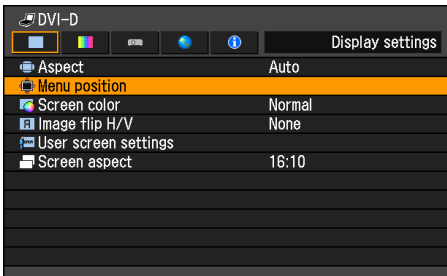 DVI-D
Display settings
Aspect Auto
Menu position
Screen color Normal
Image flip H/V None
User screen settings
Screen aspect 16:10